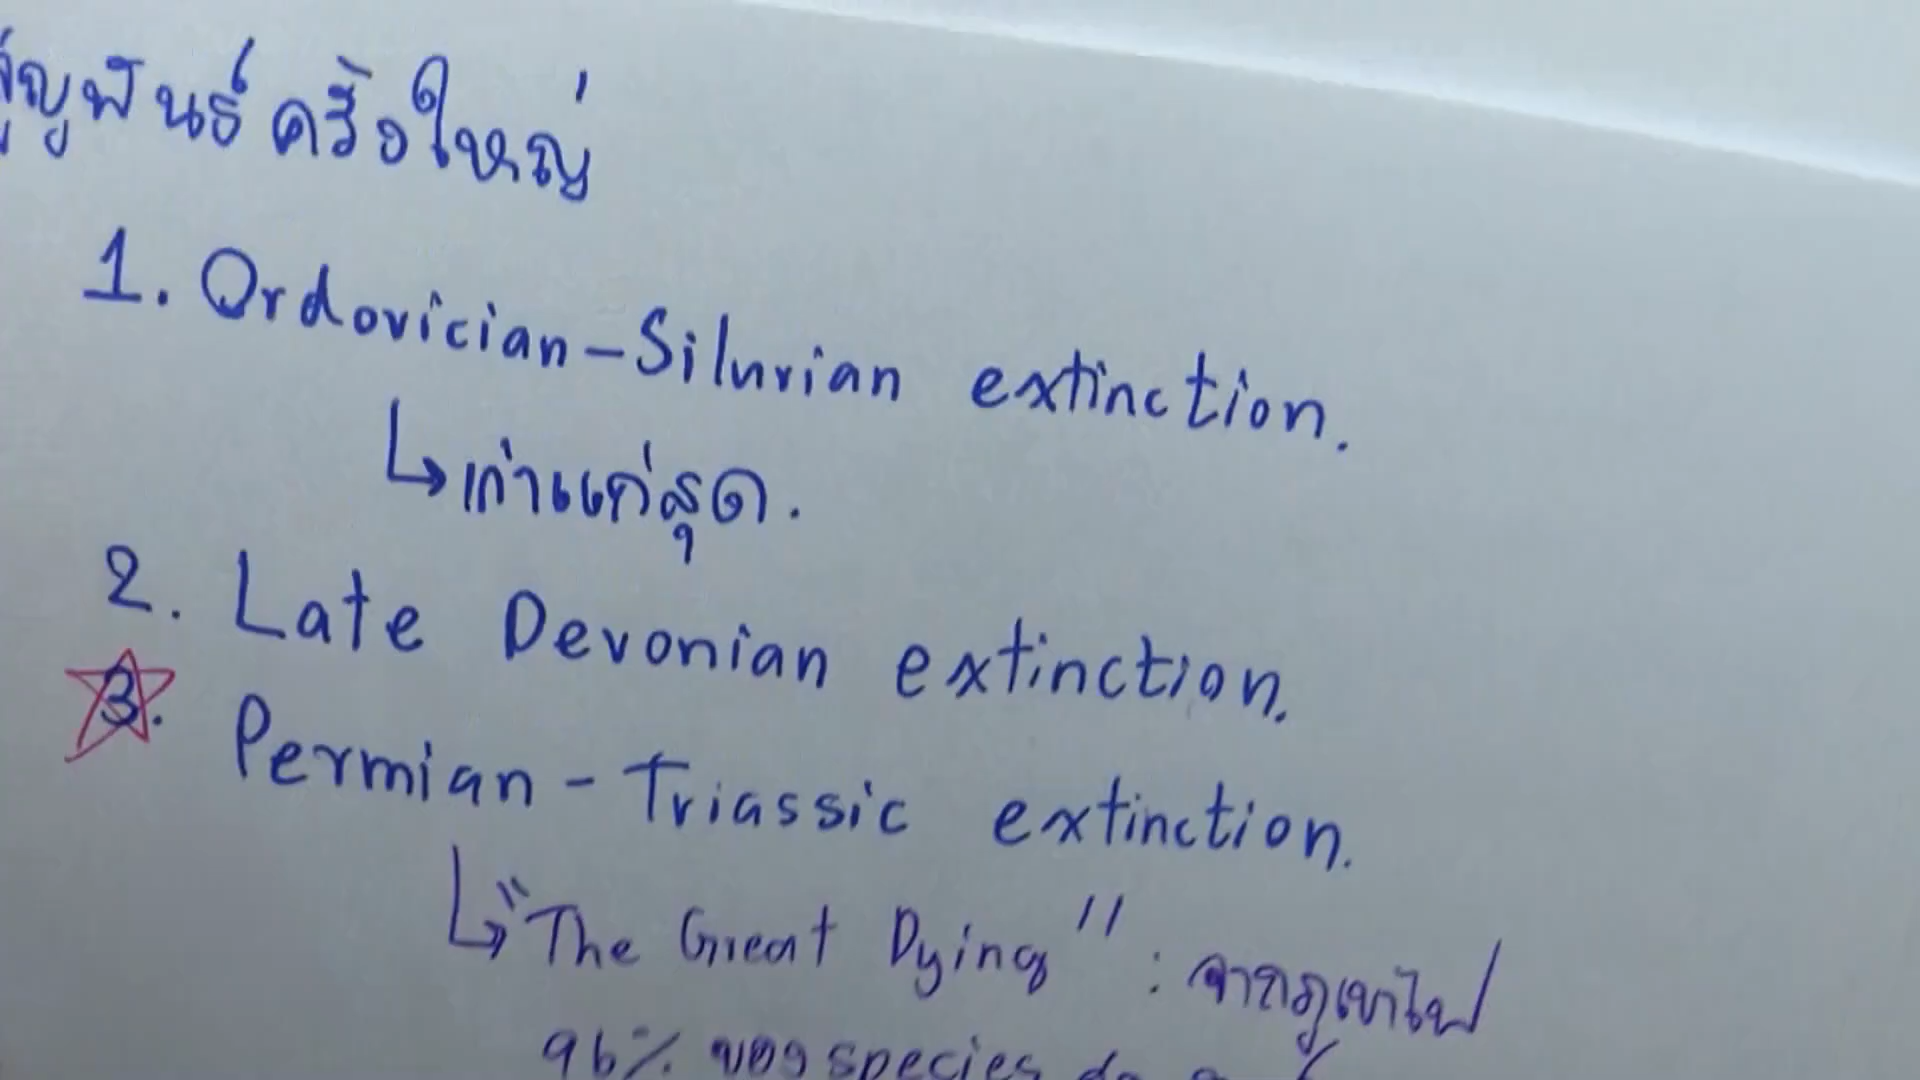 สูญพันธ์ครั้งใหญ่
1. Ordovician-Silurian extinction.
↳เก่าแก่สุด.
2. Late Devonian extinction.
3. Permian-Triassic extinction.
↳"The Great Dying" : จากภูเขาไฟ
96% ของ species